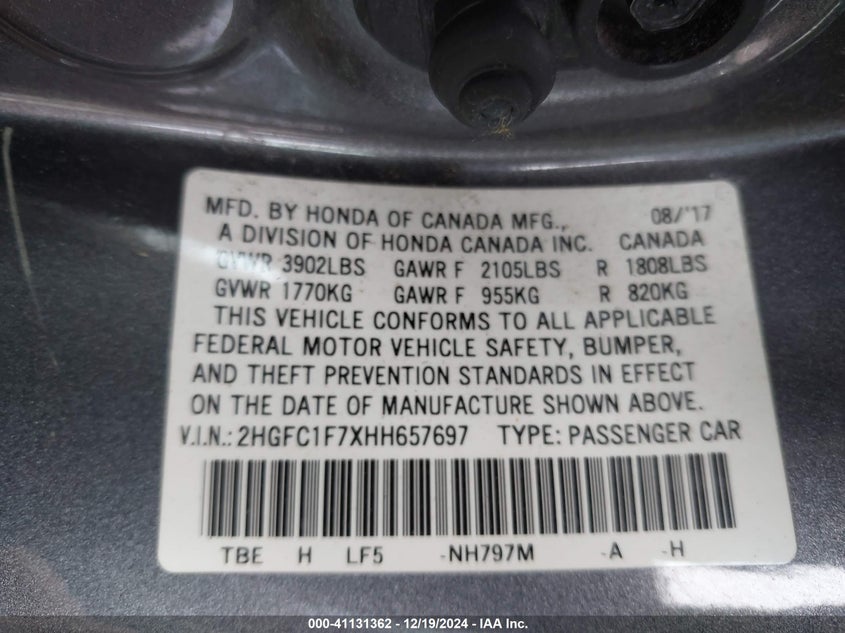 MFD. BY HONDA OF CANADA MFG., 08/'17
A DIVISION OF HONDA CANADA INC. CANADA
GVWR 3902LBS GAWR F 2105LBS R 1808LBS
GVWR 1770KG GAWR F 955KG R 820KG
THIS VEHICLE CONFORMS TO ALL APPLICABLE
FEDERAL MOTOR VEHICLE SAFETY, BUMPER,
AND THEFT PREVENTION STANDARDS IN EFFECT
ON THE DATE OF MANUFACTURE SHOWN ABOVE.
V.I.N.: 2HGFC1F7XHH657697 TYPE: PASSENGER CAR
TBE H LF5 -NH797M -A -H
000-41131362 - 12/19/2024 - IAA Inc.